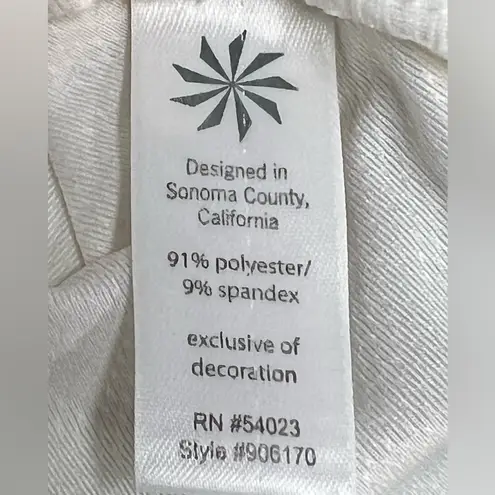 Designed in
Sonoma County,
California
91% polyester/
9% spandex
exclusive of
decoration
RN #54023
Style #906170